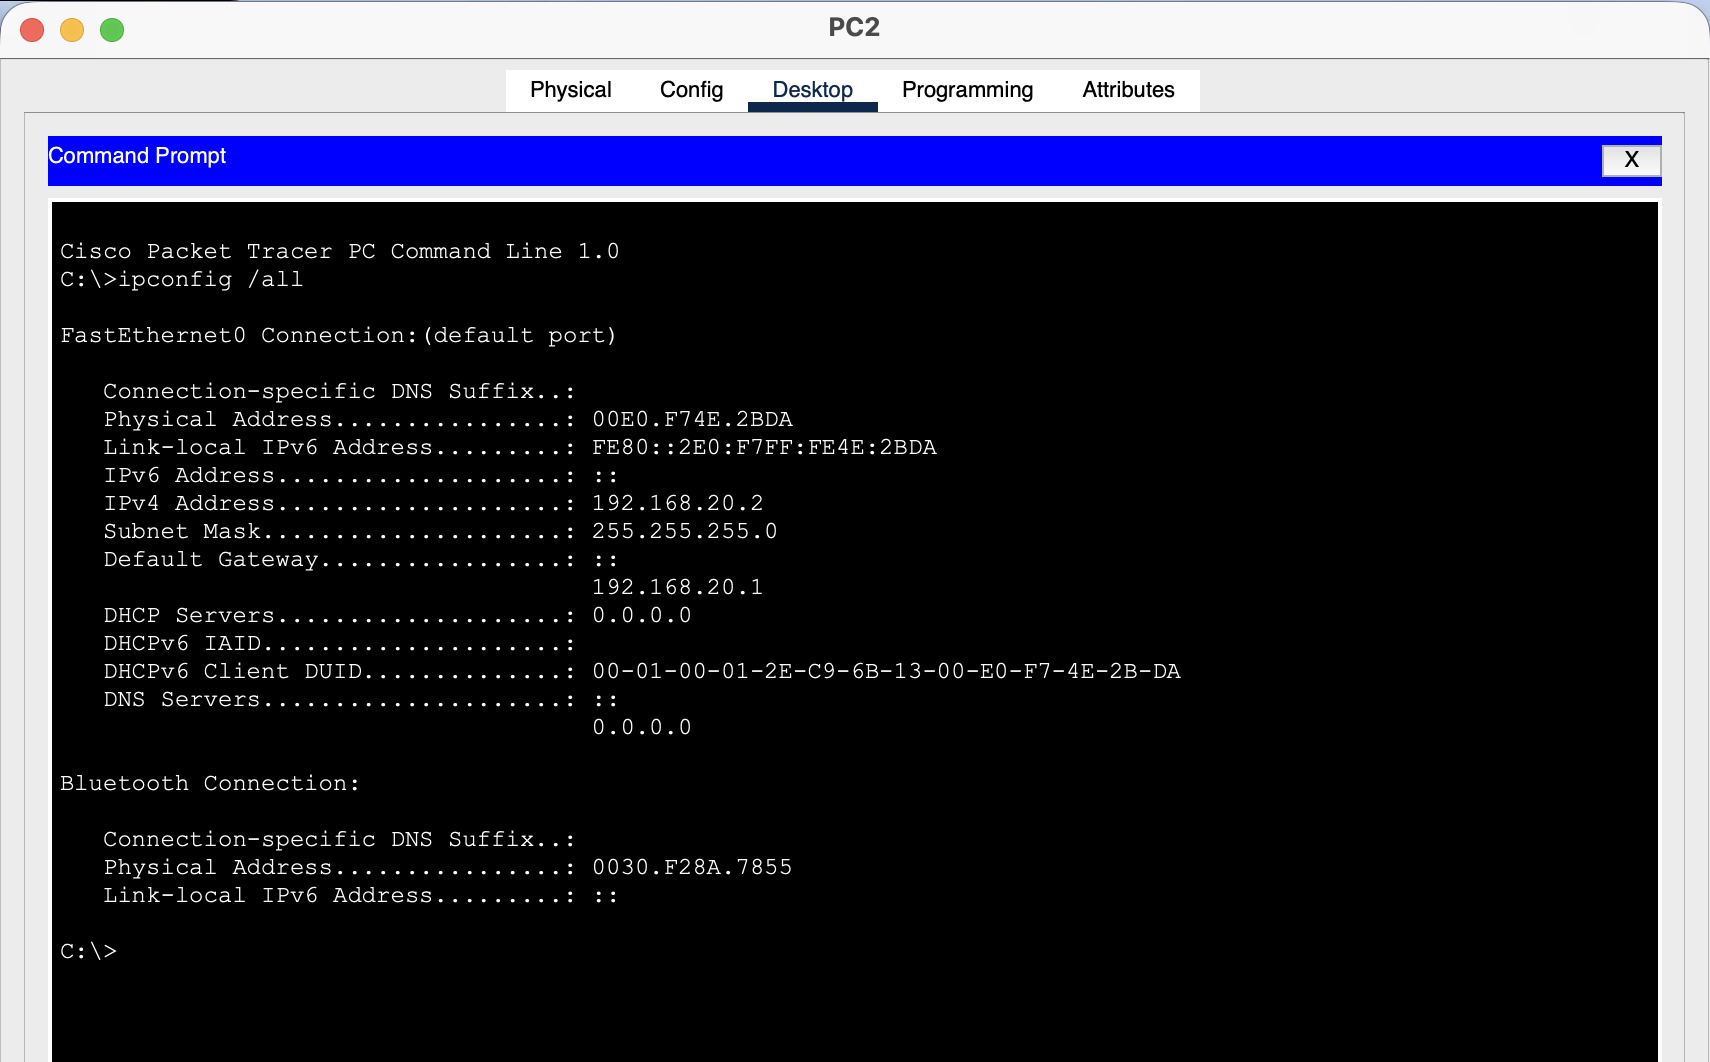 PC2
Physical Config Desktop Programming Attributes
Command Prompt
X
Cisco Packet Tracer PC Command Line 1.0
C:\>ipconfig /all
FastEthernet0 Connection:(default port)
Connection-specific DNS Suffix..:
Physical Address................: 00E0.F74E.2BDA
Link-local IPv6 Address.........: FE80::2E0:F7FF:FE4E:2BDA
IPv6 Address....................: ::
IPv4 Address....................: 192.168.20.2
Subnet Mask.....................: 255.255.255.0
Default Gateway.................: ::
192.168.20.1
DHCP Servers....................: 0.0.0.0
DHCPv6 IAID.....................:
DHCPv6 Client DUID..............: 00-01-00-01-2E-C9-6B-13-00-E0-F7-4E-2B-DA
DNS Servers.....................: ::
0.0.0.0
Bluetooth Connection:
Connection-specific DNS Suffix..:
Physical Address................: 0030.F28A.7855
Link-local IPv6 Address.........: ::
C:\>